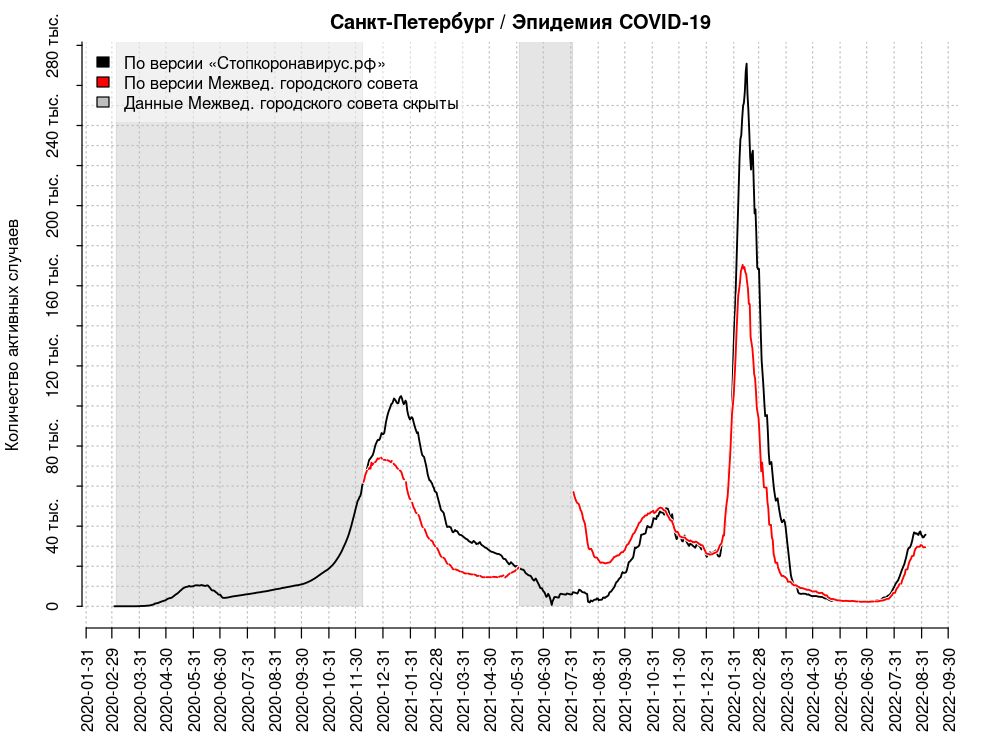 Санкт-Петербург / Эпидемия COVID-19
По версии «Стопкоронавирус.рф»
По версии Межвед. городского совета
Данные Межвед. городского совета скрыты
Количество активных случаев
280 тыс.
240 тыс.
200 тыс.
160 тыс.
120 тыс.
80 тыс.
40 тыс.
0
2020-01-31
2020-02-29
2020-03-31
2020-04-30
2020-05-31
2020-06-30
2020-07-31
2020-08-31
2020-09-30
2020-10-31
2020-11-30
2020-12-31
2021-01-31
2021-02-28
2021-03-31
2021-04-30
2021-05-31
2021-06-30
2021-07-31
2021-08-31
2021-09-30
2021-10-31
2021-11-30
2021-12-31
2022-01-31
2022-02-28
2022-03-31
2022-04-30
2022-05-31
2022-06-30
2022-07-31
2022-08-31
2022-09-30